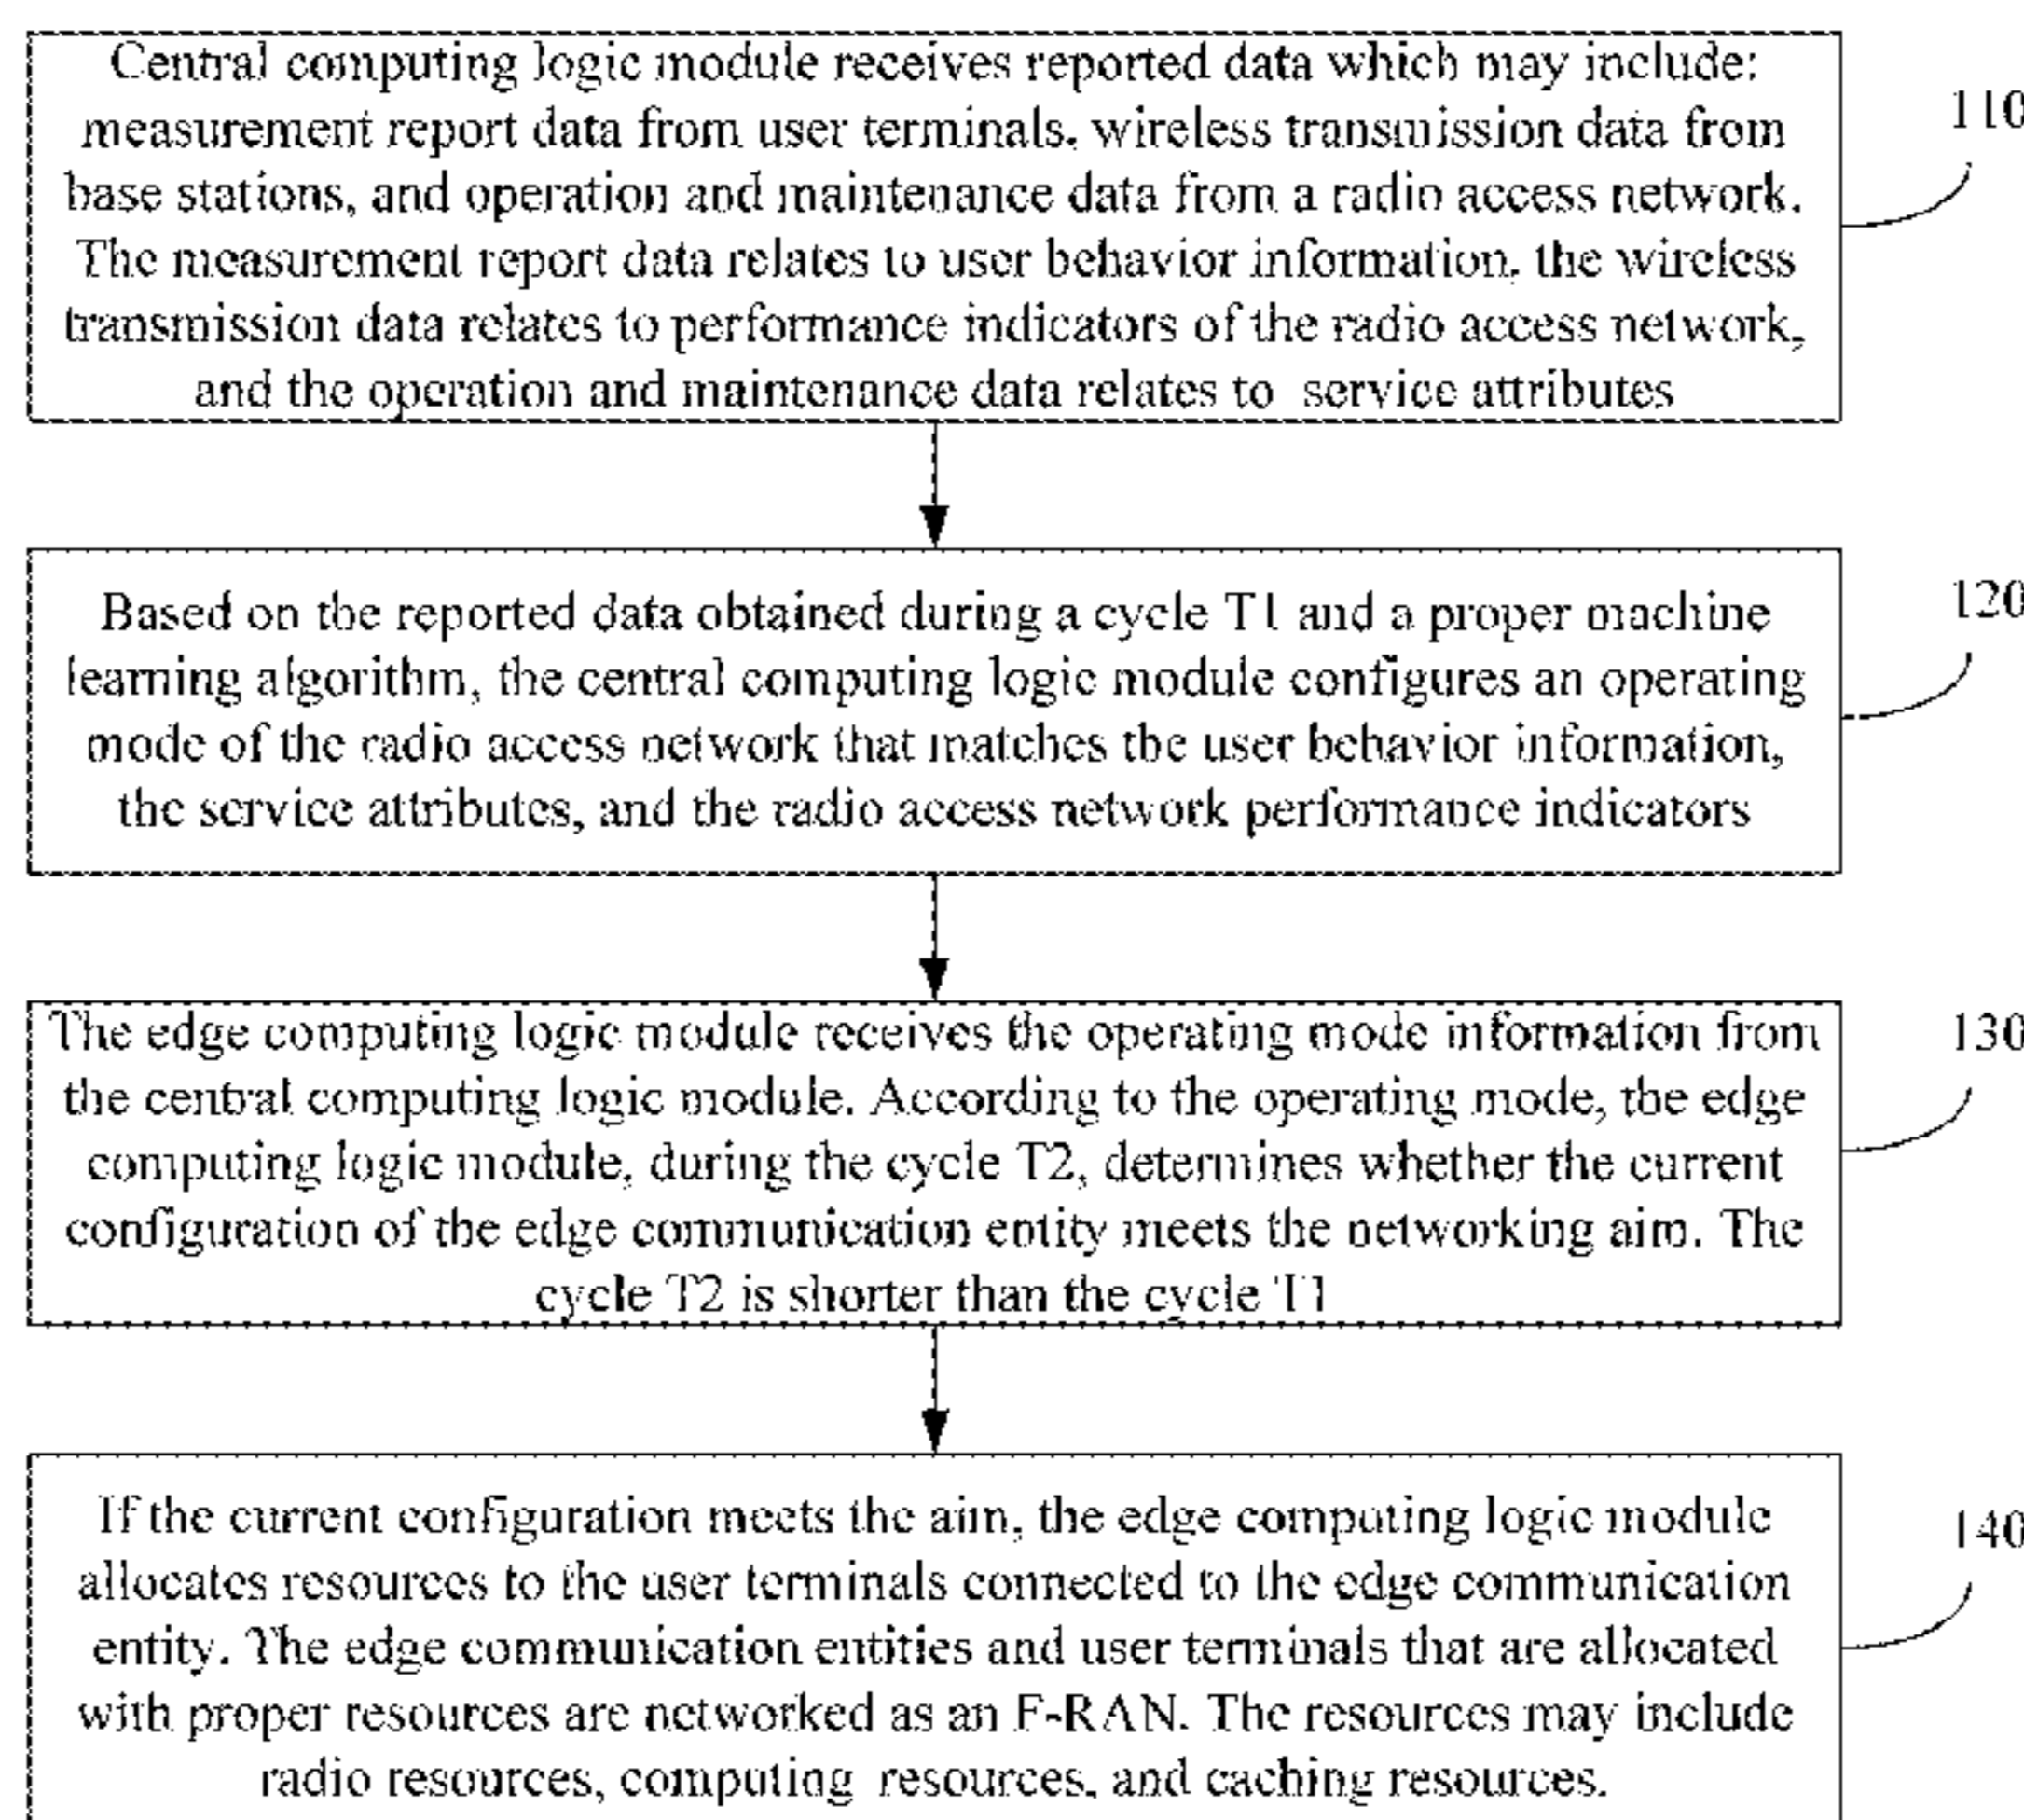 Central computing logic module receives reported data which may include:
measurement report data from user terminals, wireless transmission data from
base stations, and operation and maintenance data from a radio access network.
The measurement report data relates to user behavior information, the wireless
transmission data relates to performance indicators of the radio access network,
and the operation and maintenance data relates to service attributes
110
Based on the reported data obtained during a cycle T1 and a proper machine
learning algorithm, the central computing logic module configures an operating
mode of the radio access network that matches the user behavior information,
the service attributes, and the radio access network performance indicators
120
The edge computing logic module receives the operating mode information from
the central computing logic module. According to the operating mode, the edge
computing logic module, during the cycle T2, determines whether the current
configuration of the edge communication entity meets the networking aim. The
cycle T2 is shorter than the cycle T1
130
If the current configuration meets the aim, the edge computing logic module
allocates resources to the user terminals connected to the edge communication
entity. The edge communication entities and user terminals that are allocated
with proper resources are networked as an F-RAN. The resources may include
radio resources, computing resources, and caching resources.
140